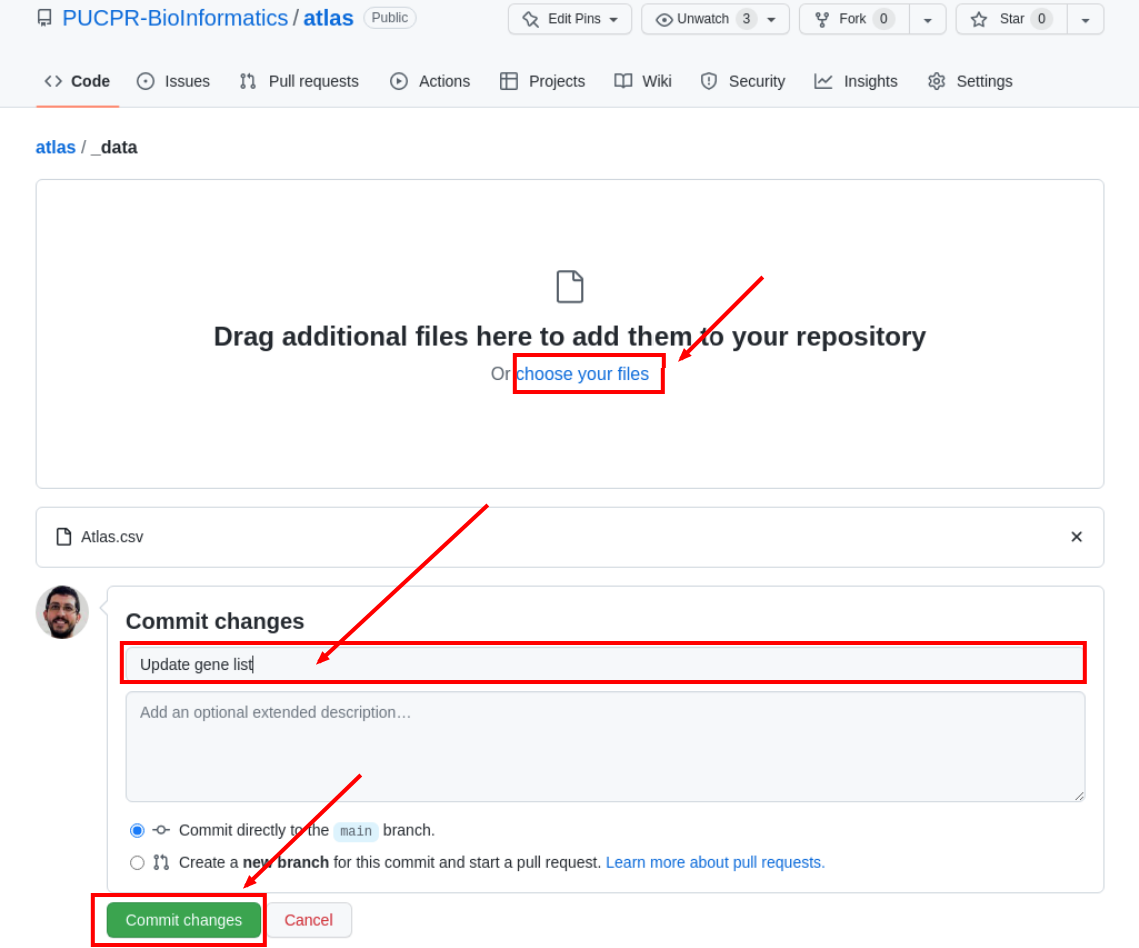 PUCPR-BioInformatics / atlas Public Edit Pins Unwatch 3 Fork 0 Star 0
Code Issues Pull requests Actions Projects Wiki Security Insights Settings
atlas / _data
Drag additional files here to add them to your repository
Or choose your files
Atlas.csv
Commit changes
Update gene list
Add an optional extended description…
Commit directly to the main branch.
Create a new branch for this commit and start a pull request. Learn more about pull requests.
Commit changes Cancel